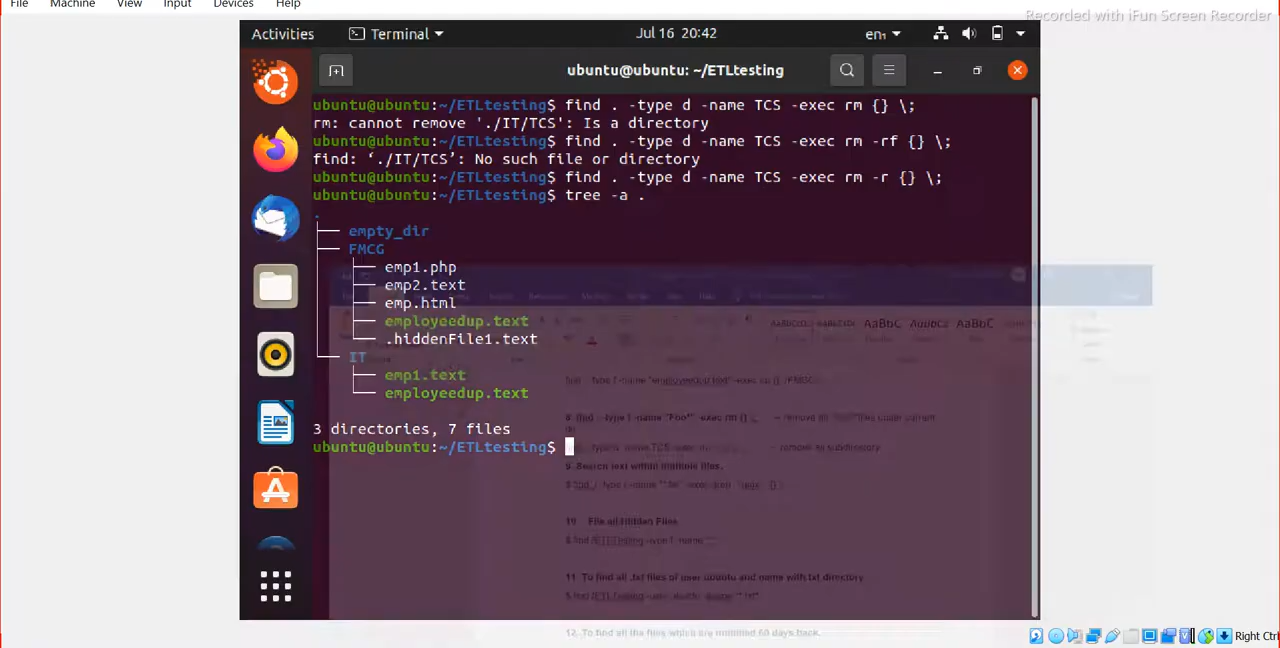 File Machine View Input Devices Help
Recorded with iFun Screen Recorder
Activities Terminal Jul 16 20:42 en₁
ubuntu@ubuntu: ~/ETLtesting
ubuntu@ubuntu:~/ETLtesting$ find . -type d -name TCS -exec rm {} \;
rm: cannot remove './IT/TCS': Is a directory
ubuntu@ubuntu:~/ETLtesting$ find . -type d -name TCS -exec rm -rf {} \;
find: ‘./IT/TCS’: No such file or directory
ubuntu@ubuntu:~/ETLtesting$ find . -type d -name TCS -exec rm -r {} \;
ubuntu@ubuntu:~/ETLtesting$ tree -a .
.
├── empty_dir
├── FMCG
│   ├── emp1.php
│   ├── emp2.text
│   ├── emp.html
│   ├── employeedup.text
│   └── .hiddenFile1.text
└── IT
    ├── emp1.text
    └── employeedup.text
3 directories, 7 files
ubuntu@ubuntu:~/ETLtesting$
AaBbC AaBbCc AaBbC
9. Search text within multiple files.
10 File all Hidden Files
11 To find all .txt files of user ubuntu and name with txt directory
12. To find all the files which are modified 60 days back.
Right Ctrl